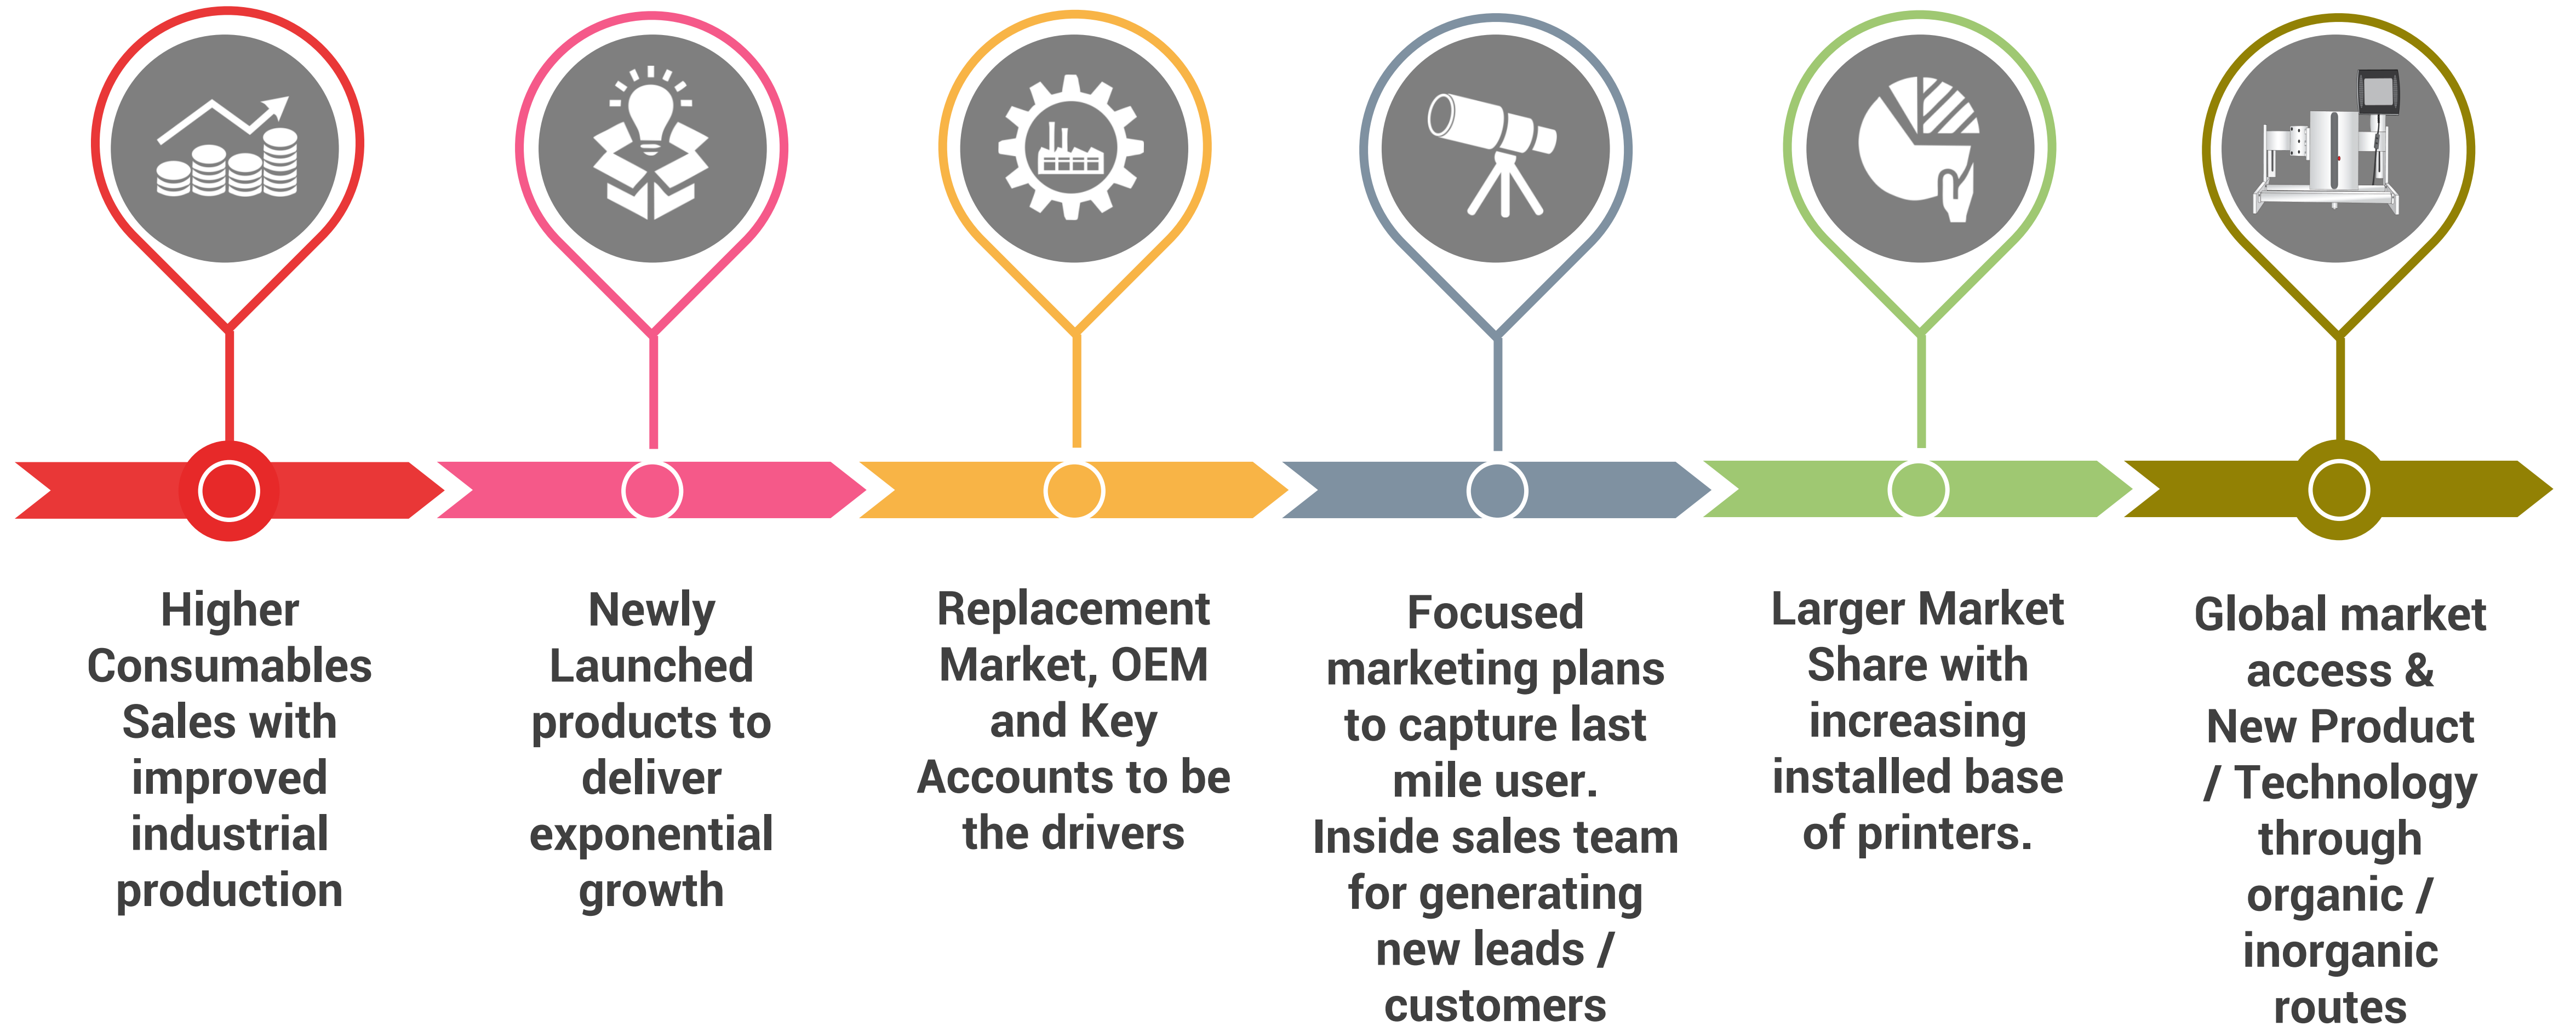 Higher
Consumables
Sales with
improved
industrial
production
Newly
Launched
products to
deliver
exponential
growth
Replacement
Market, OEM
and Key
Accounts to be
the drivers
Focused
marketing plans
to capture last
mile user.
Inside sales team
for generating
new leads /
customers
Larger Market
Share with
increasing
installed base
of printers.
Global market
access &
New Product
/ Technology
through
organic /
inorganic
routes